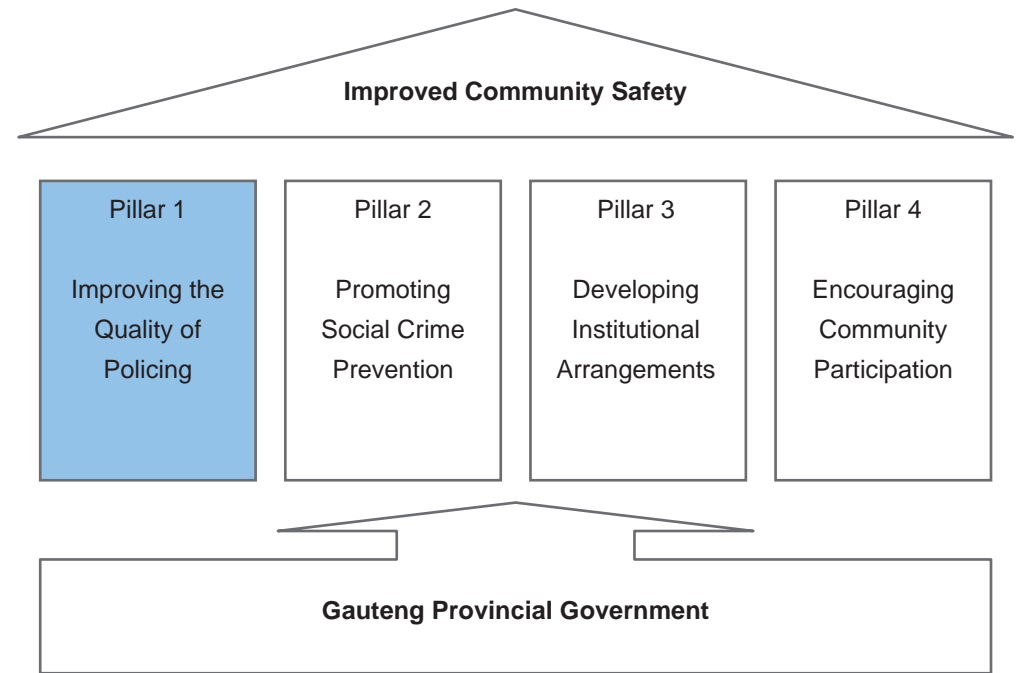 Improved Community Safety
Pillar 1
Improving the
Quality of
Policing
Pillar 2
Promoting
Social Crime
Prevention
Pillar 3
Developing
Institutional
Arrangements
Pillar 4
Encouraging
Community
Participation
Gauteng Provincial Government